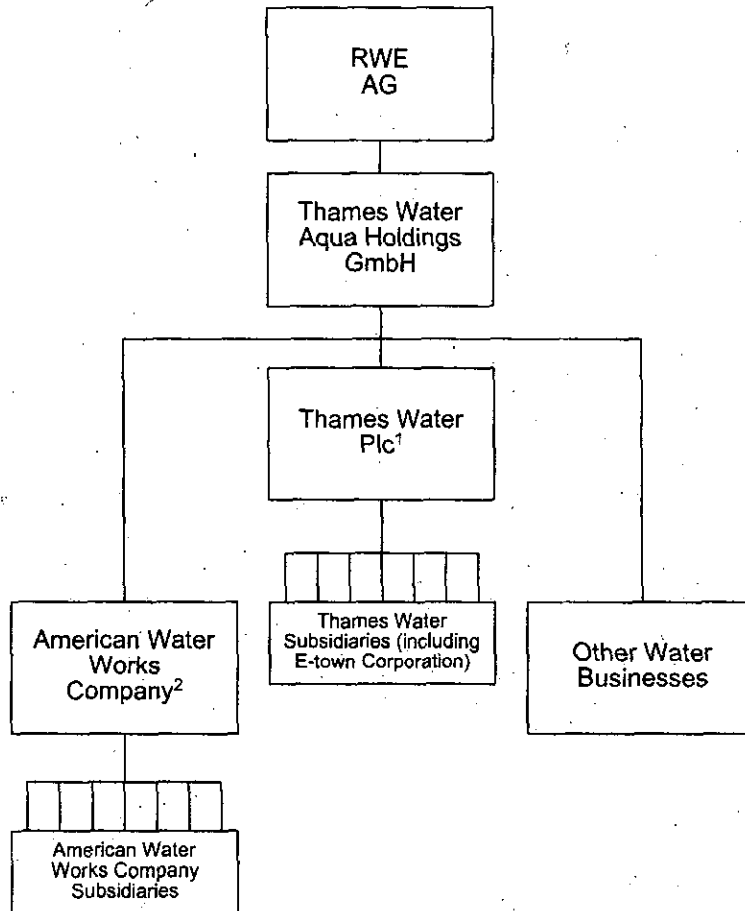 RWE
AG
Thames Water
Aqua Holdings
GmbH
Thames Water
Plc¹
Thames Water
Subsidiaries (including
E-town Corporation)
American Water
Works
Company²
Other Water
Businesses
American Water
Works Company
Subsidiaries